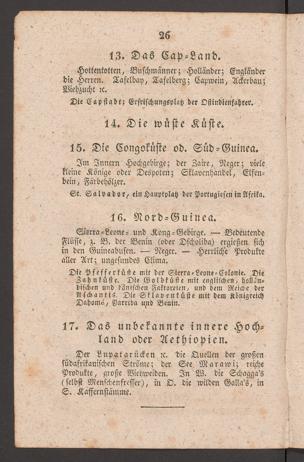 26
13. Das Cap-Land.
Hottentotten, Buschmänner; Holländer; Engländer
die Herren. Tafelbay, Tafelberg; Capwein, Ackerbau;
Viehzucht ꝛc.
Die Capstadt; Erfrischungsplatz der Ostindienfahrer.
14. Die wüste Küste.
15. Die Congoküste od. Süd-Guinea.
Im Innern Hochgebirge; der Zaire, Neger; viele
kleine Könige oder Despoten; Sklavenhandel, Elfen-
bein, Farbehölzer.
St. Salvador, ein Hauptplatz der Portugiesen in Afrika.
16. Nord-Guinea.
Sierra-Leone- und Kong-Gebirge. — Bedeutende
Flüsse, z. B. der Benin (oder Dscholiba) ergießen sich
in den Guineabusen. — Neger. — Herrliche Produkte
aller Art; ungesundes Clima.
Die Pfefferküste mit der Sierra-Leone-Colonie. Die
Zahnküste. Die Goldküste mit englischen, hollän-
dischen und dänischen Faktoreien, und dem Reiche der
Aschantis. Die Sklavenküste mit dem Königreich
Dahomé, und Benin.
17. Das unbekannte innere Hoch-
land oder Aethiopien.
Der Lupatarücken ꝛc. die Quellen der großen
südafrikanischen Ströme; der See Marawi; reiche
Produkte, große Viehweiden. In W. die Schagga's
(selbst Menschenfresser), in O. die wilden Galla's, in
S. Kaffernstämme.